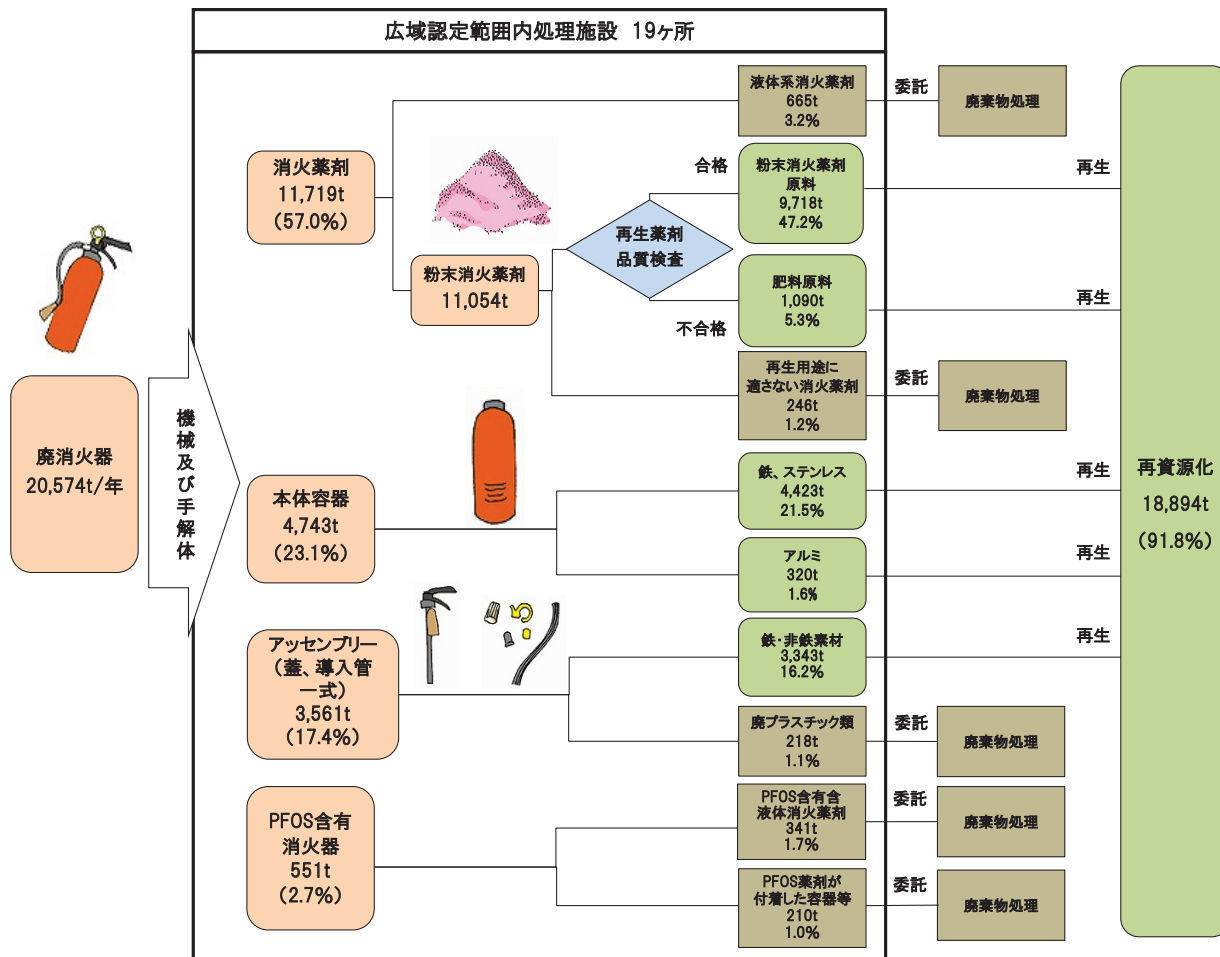 広域認定範囲内処理施設 19ヶ所
廃消火器
20,574t/年
機械及び手解体
消火薬剤
11,719t
(57.0%)
粉末消火薬剤
11,054t
再生薬剤
品質検査
合格
不合格
液体系消火薬剤
665t
3.2%
委託
廃棄物処理
粉末消火薬剤
原料
9,718t
47.2%
再生
肥料原料
1,090t
5.3%
再生
再生用途に
適さない消火薬剤
246t
1.2%
委託
廃棄物処理
本体容器
4,743t
(23.1%)
鉄、ステンレス
4,423t
21.5%
再生
アルミ
320t
1.6%
再生
アッセンブリー
(蓋、導入管
一式)
3,561t
(17.4%)
鉄・非鉄素材
3,343t
16.2%
再生
廃プラスチック類
218t
1.1%
委託
廃棄物処理
PFOS含有
消火器
551t
(2.7%)
PFOS含有含
液体消火薬剤
341t
1.7%
委託
廃棄物処理
PFOS薬剤が
付着した容器等
210t
1.0%
委託
廃棄物処理
再資源化
18,894t
(91.8%)